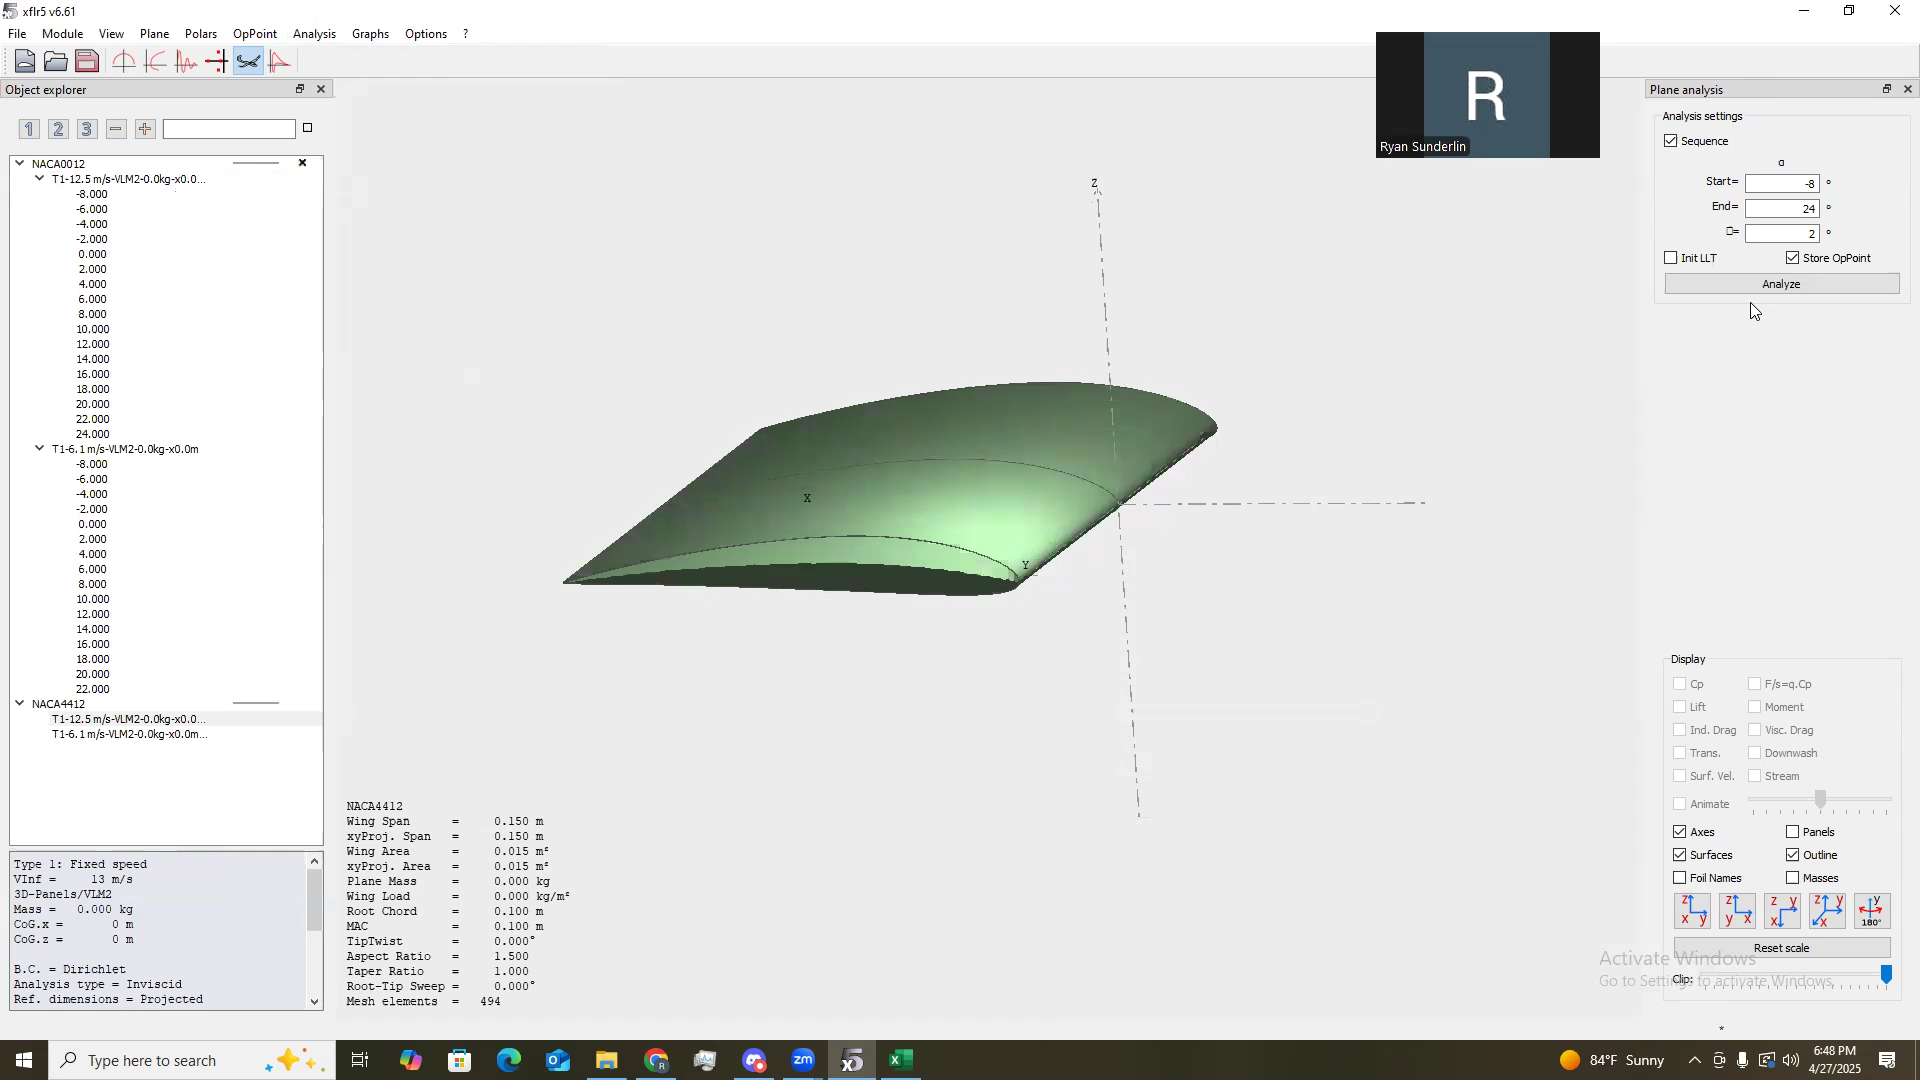 xflr5 v6.61
File Module View Plane Polars OpPoint Analysis Graphs Options ?
Object explorer
1 2 3
NACA0012
T1-12.5 m/s-VLM2-0.0kg-x0.0...
-8.000
-6.000
-4.000
-2.000
0.000
2.000
4.000
6.000
8.000
10.000
12.000
14.000
16.000
18.000
20.000
22.000
24.000
T1-6.1 m/s-VLM2-0.0kg-x0.0m
-8.000
-6.000
-4.000
-2.000
0.000
2.000
4.000
6.000
8.000
10.000
12.000
14.000
16.000
18.000
20.000
22.000
NACA4412
T1-12.5 m/s-VLM2-0.0kg-x0.0...
T1-6.1 m/s-VLM2-0.0kg-x0.0m...
Type 1: Fixed speed
VInf = 13 m/s
3D-Panels/VLM2
Mass = 0.000 kg
CoG.x = 0 m
CoG.z = 0 m
B.C. = Dirichlet
Analysis type = Inviscid
Ref. dimensions = Projected
Z
X
Y
NACA4412
Wing Span = 0.150 m
xyProj. Span = 0.150 m
Wing Area = 0.015 m²
xyProj. Area = 0.015 m²
Plane Mass = 0.000 kg
Wing Load = 0.000 kg/m²
Root Chord = 0.100 m
MAC = 0.100 m
TipTwist = 0.000°
Aspect Ratio = 1.500
Taper Ratio = 1.000
Root-Tip Sweep = 0.000°
Mesh elements = 494
R
Ryan Sunderlin
Plane analysis
Analysis settings
Sequence
α
Start= -8 °
End= 24 °
= 2 °
Init LLT Store OpPoint
Analyze
Display
Cp F/s=q.Cp
Lift Moment
Ind. Drag Visc. Drag
Trans. Downwash
Surf. Vel. Stream
Animate
Axes Panels
Surfaces Outline
Foil Names Masses
z x y
z y x
z y x
z y x
y 180°
Reset scale
Clip:
Activate Windows
Go to Settings to activate Windows.
*
Type here to search
zm
x5
84°F Sunny
6:48 PM
4/27/2025